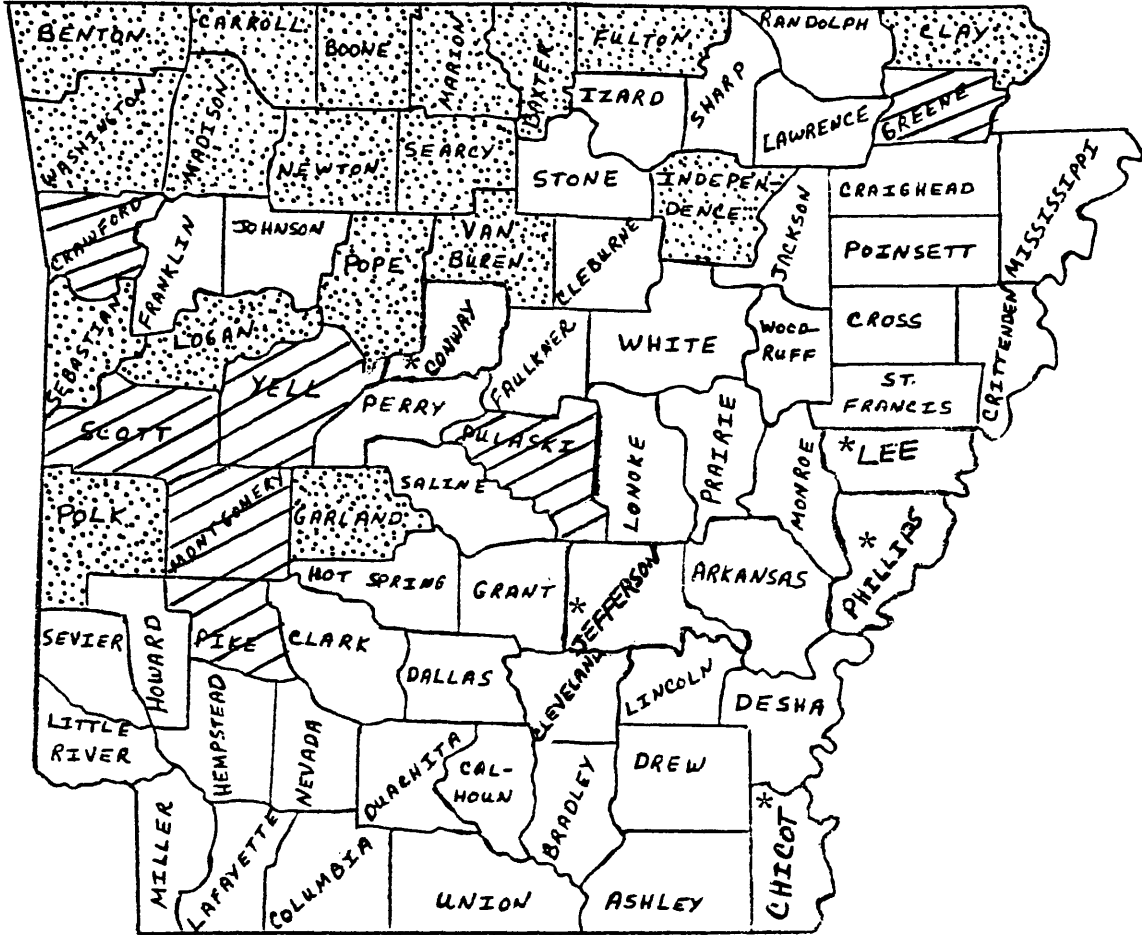 BENTON
CARROLL
BOONE
MARION
BAXTER
FULTON
SHARP
RANDOLPH
CLAY
WASHINGTON
MADISON
NEWTON
SEARCY
IZARD
LAWRENCE
GREENE
STONE
INDEPEN-
DENCE
JACKSON
CRAIGHEAD
MISSISSIPPI
CRAWFORD
FRANKLIN
JOHNSON
POPE
VAN
BUREN
CLEBURNE
POINSETT
SEBASTIAN
LOGAN
* CONWAY
FAULKNER
WHITE
WOOD-
RUFF
CROSS
CRITTENDEN
SCOTT
YELL
PERRY
PULASKI
LONOKE
PRAIRIE
MONROE
ST.
FRANCIS
* LEE
POLK
MONTGOMERY
GARLAND
SALINE
HOT SPRING
GRANT
* JEFFERSON
ARKANSAS
* PHILLIPS
SEVIER
HOWARD
PIKE
CLARK
DALLAS
CLEVELAND
LINCOLN
DESHA
LITTLE
RIVER
HEMPSTEAD
NEVADA
OUACHITA
CAL-
HOUN
BRADLEY
DREW
* CHICOT
MILLER
LAFAYETTE
COLUMBIA
UNION
ASHLEY